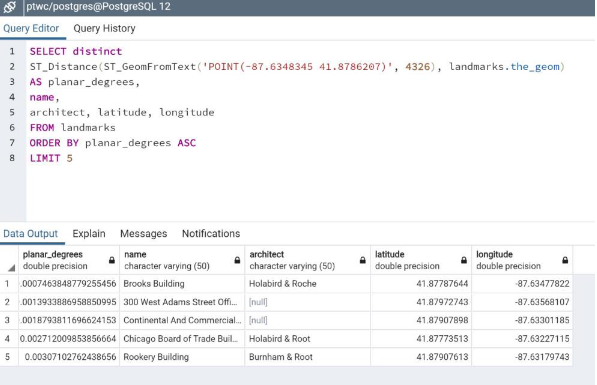 ptwc/postgres@PostgreSQL 12
Query Editor Query History
1 SELECT distinct
2 ST_Distance(ST_GeomFromText('POINT(-87.6348345 41.8786207)', 4326), landmarks.the_geom)
3 AS planar_degrees,
4 name,
5 architect, latitude, longitude
6 FROM landmarks
7 ORDER BY planar_degrees ASC
8 LIMIT 5
Data Output Explain Messages Notifications
planar_degrees name architect latitude longitude
double precision character varying (50) character varying (50) double precision double precision
1 .0007463848779255456 Brooks Building Holabird & Roche 41.87787644 -87.63477822
2 .0013933886958850995 300 West Adams Street Offi... [null] 41.87972743 -87.63568107
3 .0018793811696624153 Continental And Commercial... [null] 41.87907898 -87.63301185
4 0.002712009853856664 Chicago Board of Trade Buil... Holabird & Root 41.87773513 -87.63227115
5 0.00307102762438656 Rookery Building Burnham & Root 41.87907613 -87.63179743